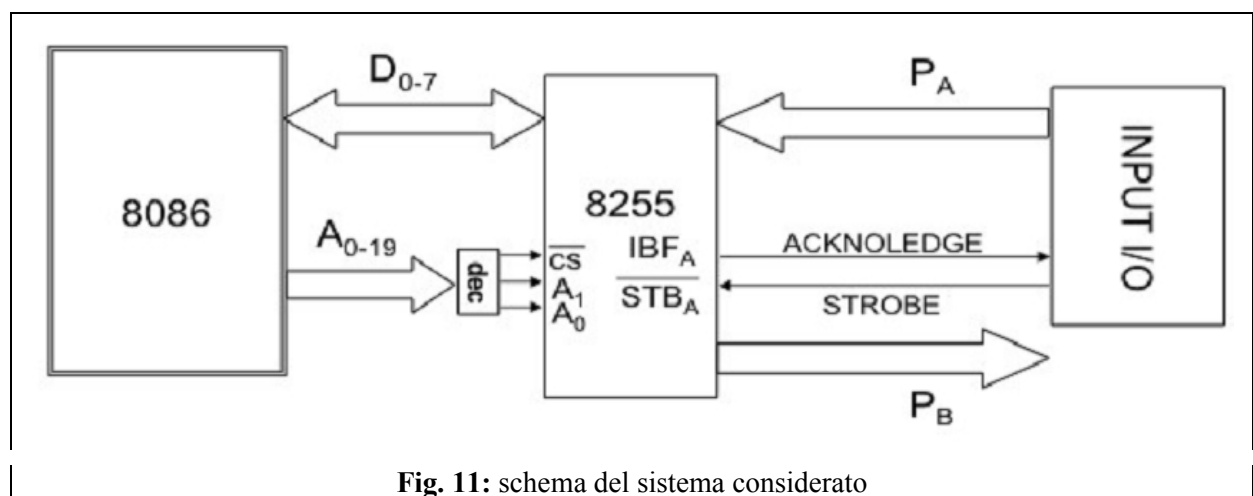 D0-7
PA
8086
8255
INPUT I/O
A0-19
dec
CS
A1
A0
IBFA
STBA
ACKNOLEDGE
STROBE
PB
Fig. 11: schema del sistema considerato